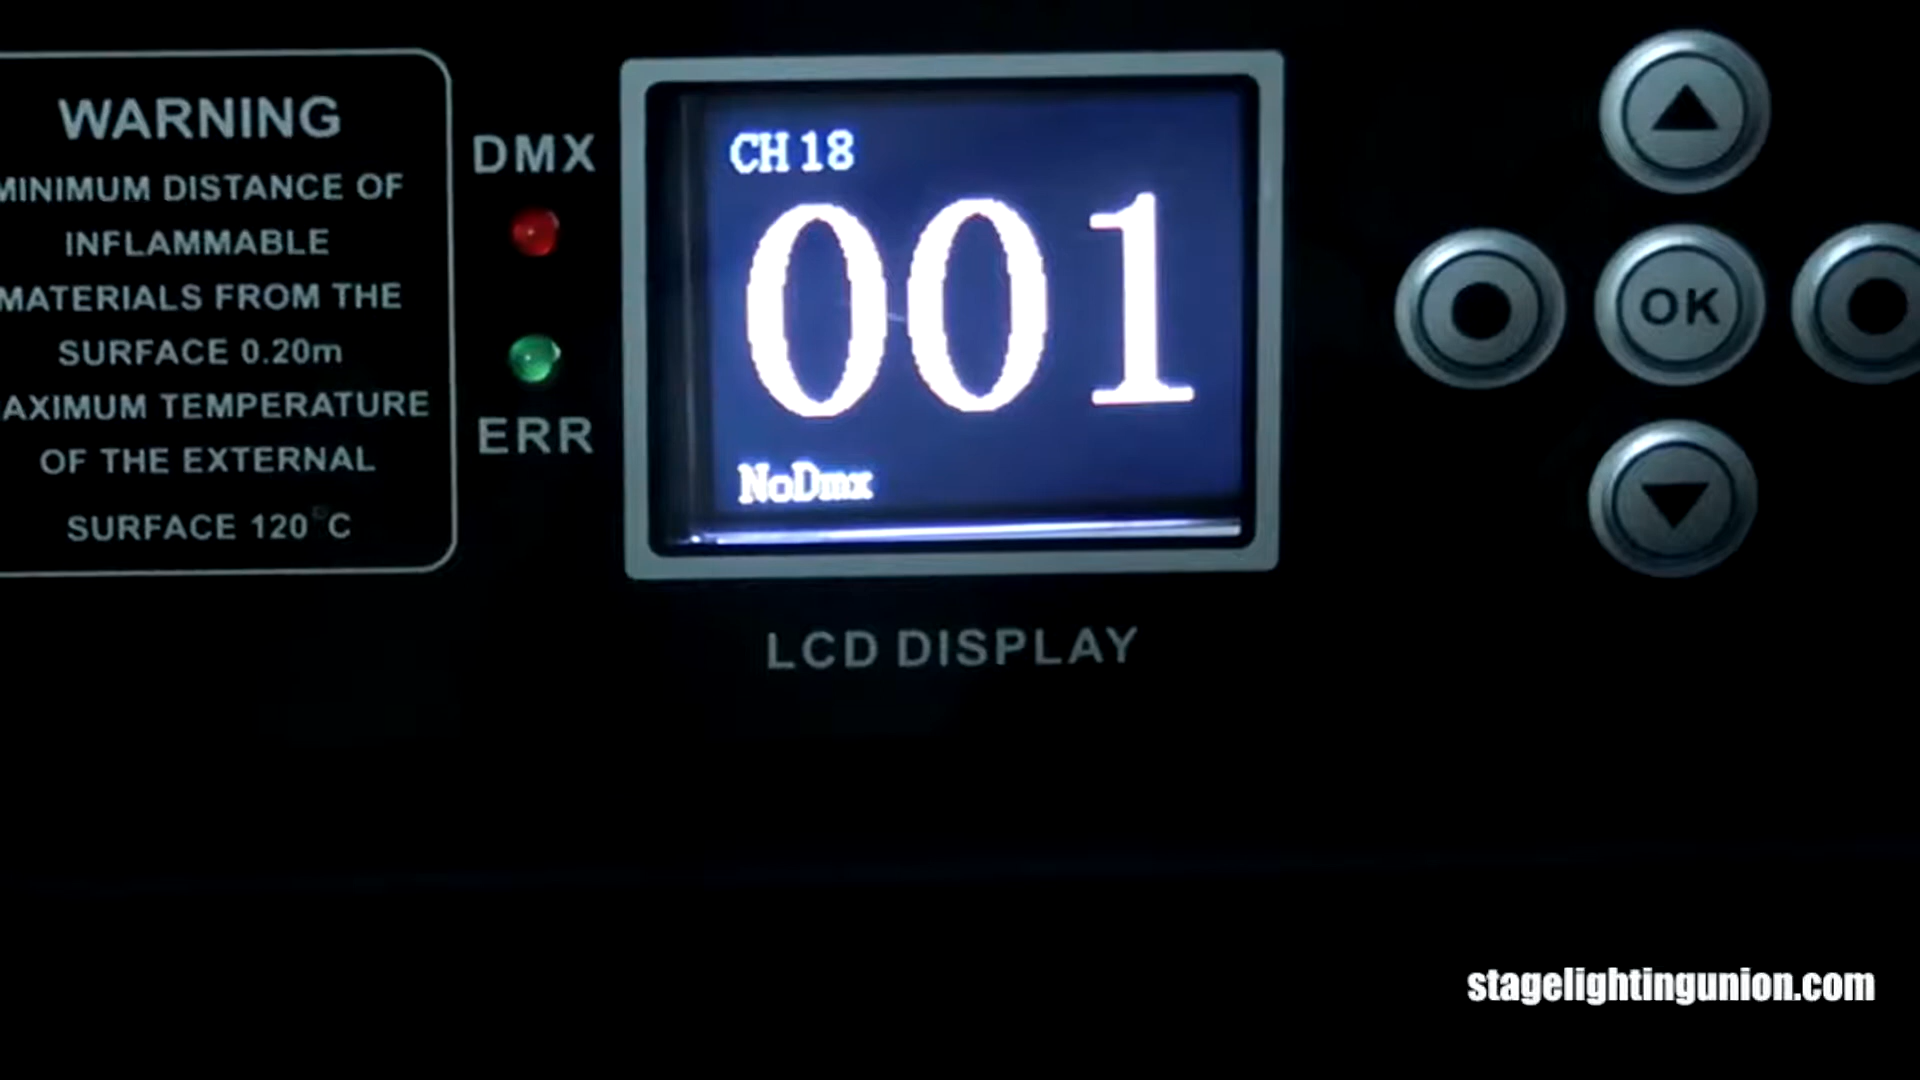 WARNING
MINIMUM DISTANCE OF
INFLAMMABLE
MATERIALS FROM THE
SURFACE 0.20m
AXIMUM TEMPERATURE
OF THE EXTERNAL
SURFACE 120°C
DMX
ERR
CH 18
001
NoDmx
LCD DISPLAY
OK
stagelightingunion.com